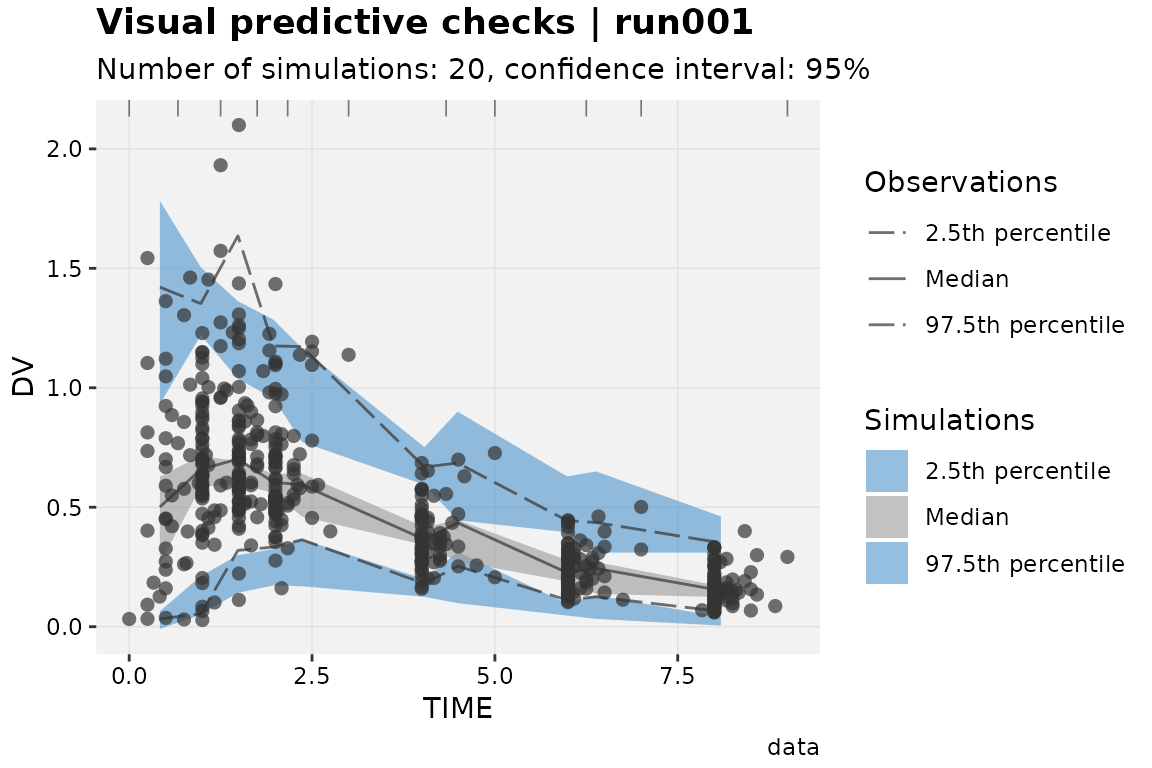 Visual predictive checks | run001
Number of simulations: 20, confidence interval: 95%
2.0
1.5
1.0
0.5
0.0
DV
0.0 2.5 5.0 7.5
TIME
data
Observations
2.5th percentile
Median
97.5th percentile
Simulations
2.5th percentile
Median
97.5th percentile